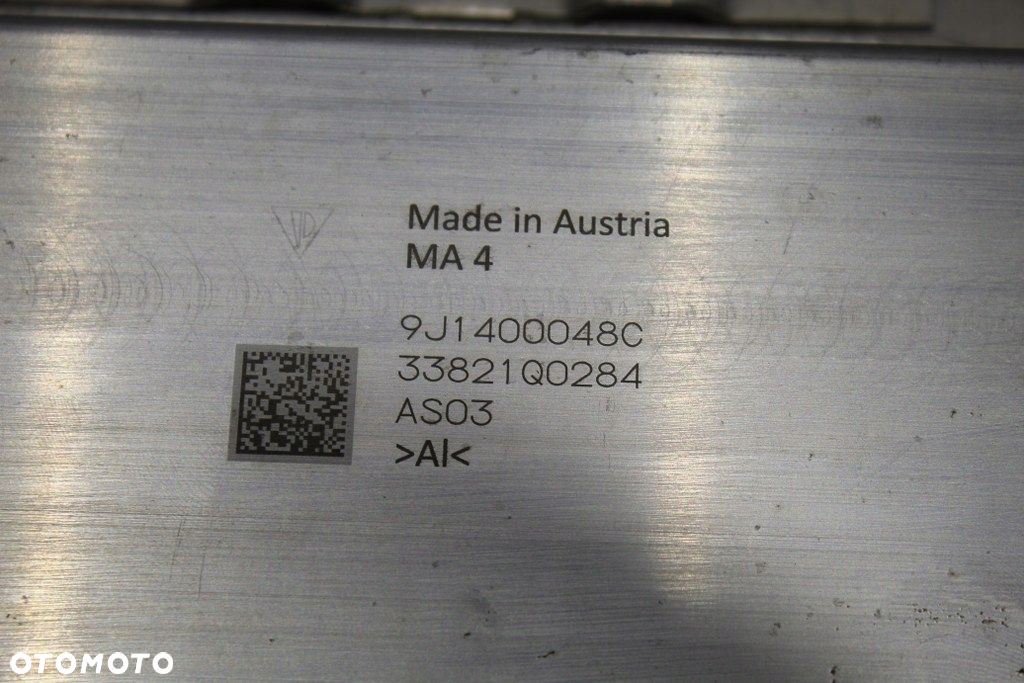 Made in Austria
MA 4
9J1400048C
33821Q0284
AS03
>Al<
OTOMOTO